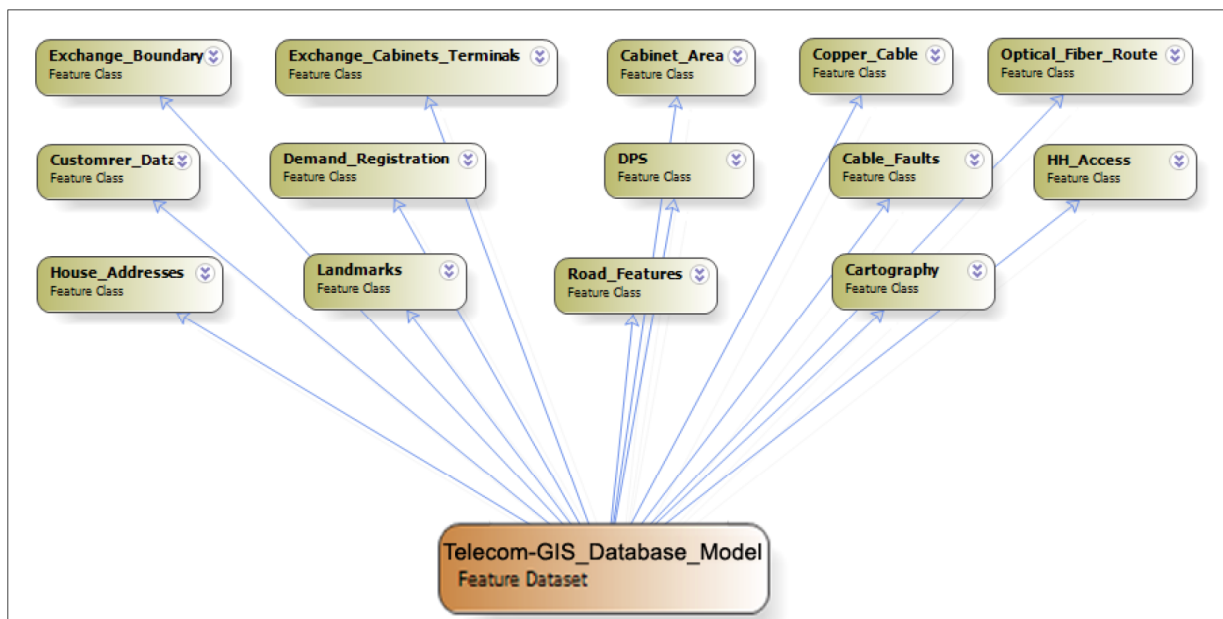 Exchange_Boundary
Feature Class
Exchange_Cabinets_Terminals
Feature Class
Cabinet_Area
Feature Class
Copper_Cable
Feature Class
Optical_Fiber_Route
Feature Class
Customrer_Data
Feature Class
Demand_Registration
Feature Class
DPS
Feature Class
Cable_Faults
Feature Class
HH_Access
Feature Class
House_Addresses
Feature Class
Landmarks
Feature Class
Road_Features
Feature Class
Cartography
Feature Class
Telecom-GIS_Database_Model
Feature Dataset